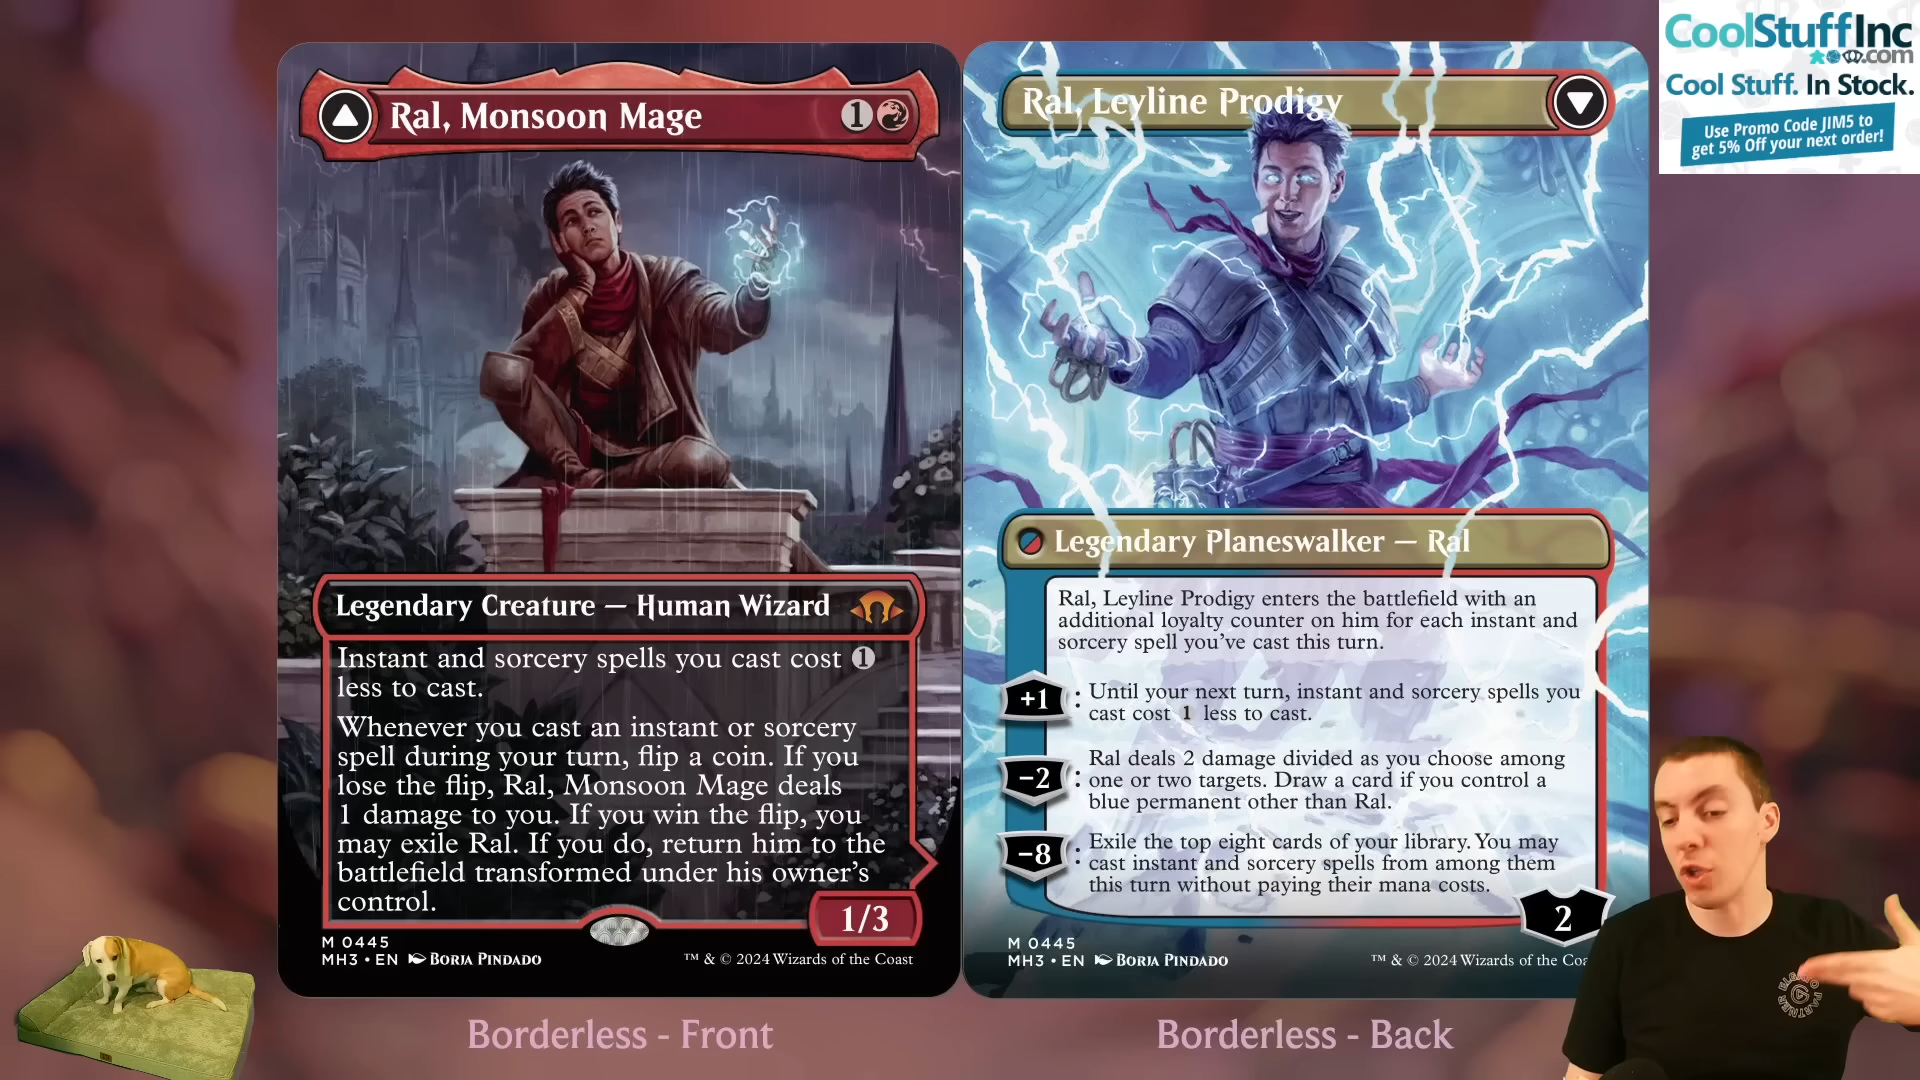 Ral, Monsoon Mage
1
Legendary Creature — Human Wizard
Instant and sorcery spells you cast cost 1
less to cast.
Whenever you cast an instant or sorcery
spell during your turn, flip a coin. If you
lose the flip, Ral, Monsoon Mage deals
1 damage to you. If you win the flip, you
may exile Ral. If you do, return him to the
battlefield transformed under his owner's
control.
1/3
M 0445
MH3 • EN Borja Pindado
™ & © 2024 Wizards of the Coast
Borderless - Front
Ral, Leyline Prodigy
Legendary Planeswalker — Ral
Ral, Leyline Prodigy enters the battlefield with an
additional loyalty counter on him for each instant and
sorcery spell you've cast this turn.
+1 : Until your next turn, instant and sorcery spells you
cast cost 1 less to cast.
−2 : Ral deals 2 damage divided as you choose among
one or two targets. Draw a card if you control a
blue permanent other than Ral.
−8 : Exile the top eight cards of your library. You may
cast instant and sorcery spells from among them
this turn without paying their mana costs.
2
M 0445
MH3 • EN Borja Pindado
™ & © 2024 Wizards of the Coa
Borderless - Back
CoolStuffInc
.com
Cool Stuff. In Stock.
Use Promo Code JIM5 to
get 5% Off your next order!